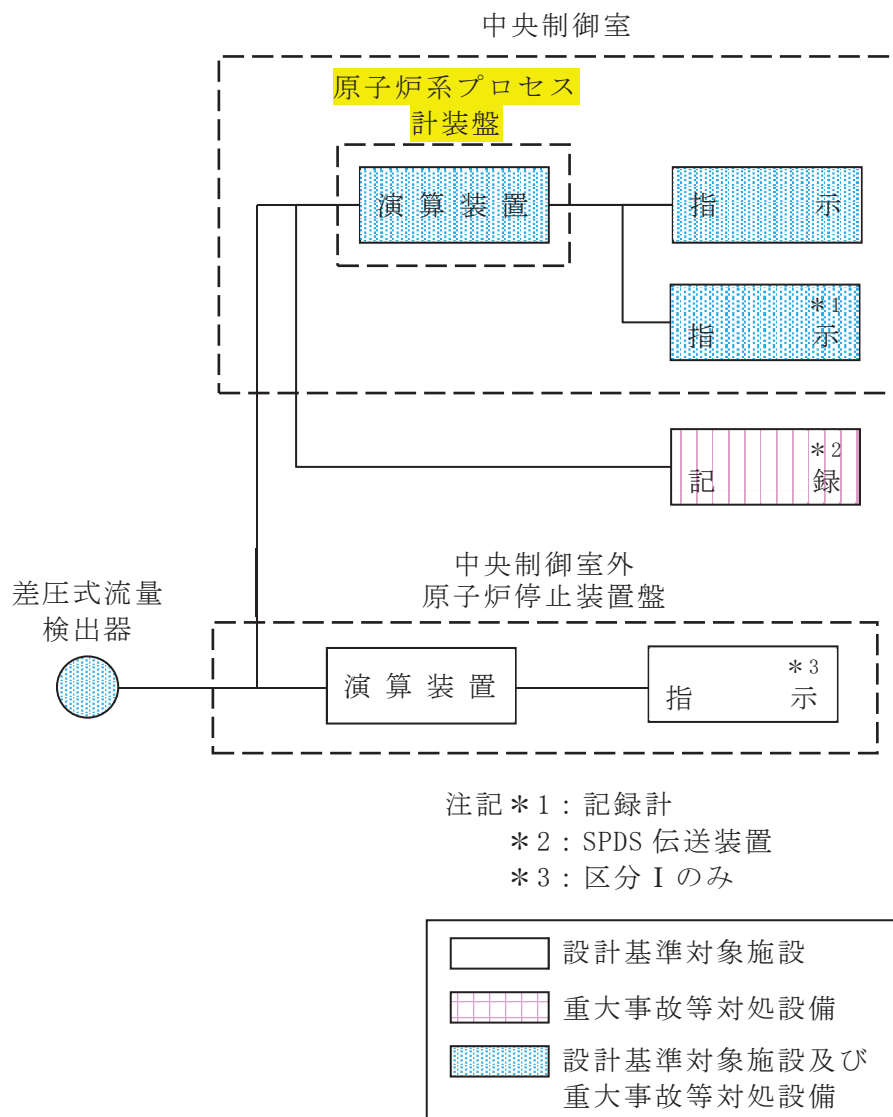 中央制御室
原子炉系プロセス
計装盤
演算装置
指示
*1
指示
*2
記録
中央制御室外
原子炉停止装置盤
差圧式流量
検出器
演算装置
*3
指示
注記*1:記録計
*2:SPDS 伝送装置
*3:区分Ⅰのみ
設計基準対象施設
重大事故等対処設備
設計基準対象施設及び
重大事故等対処設備